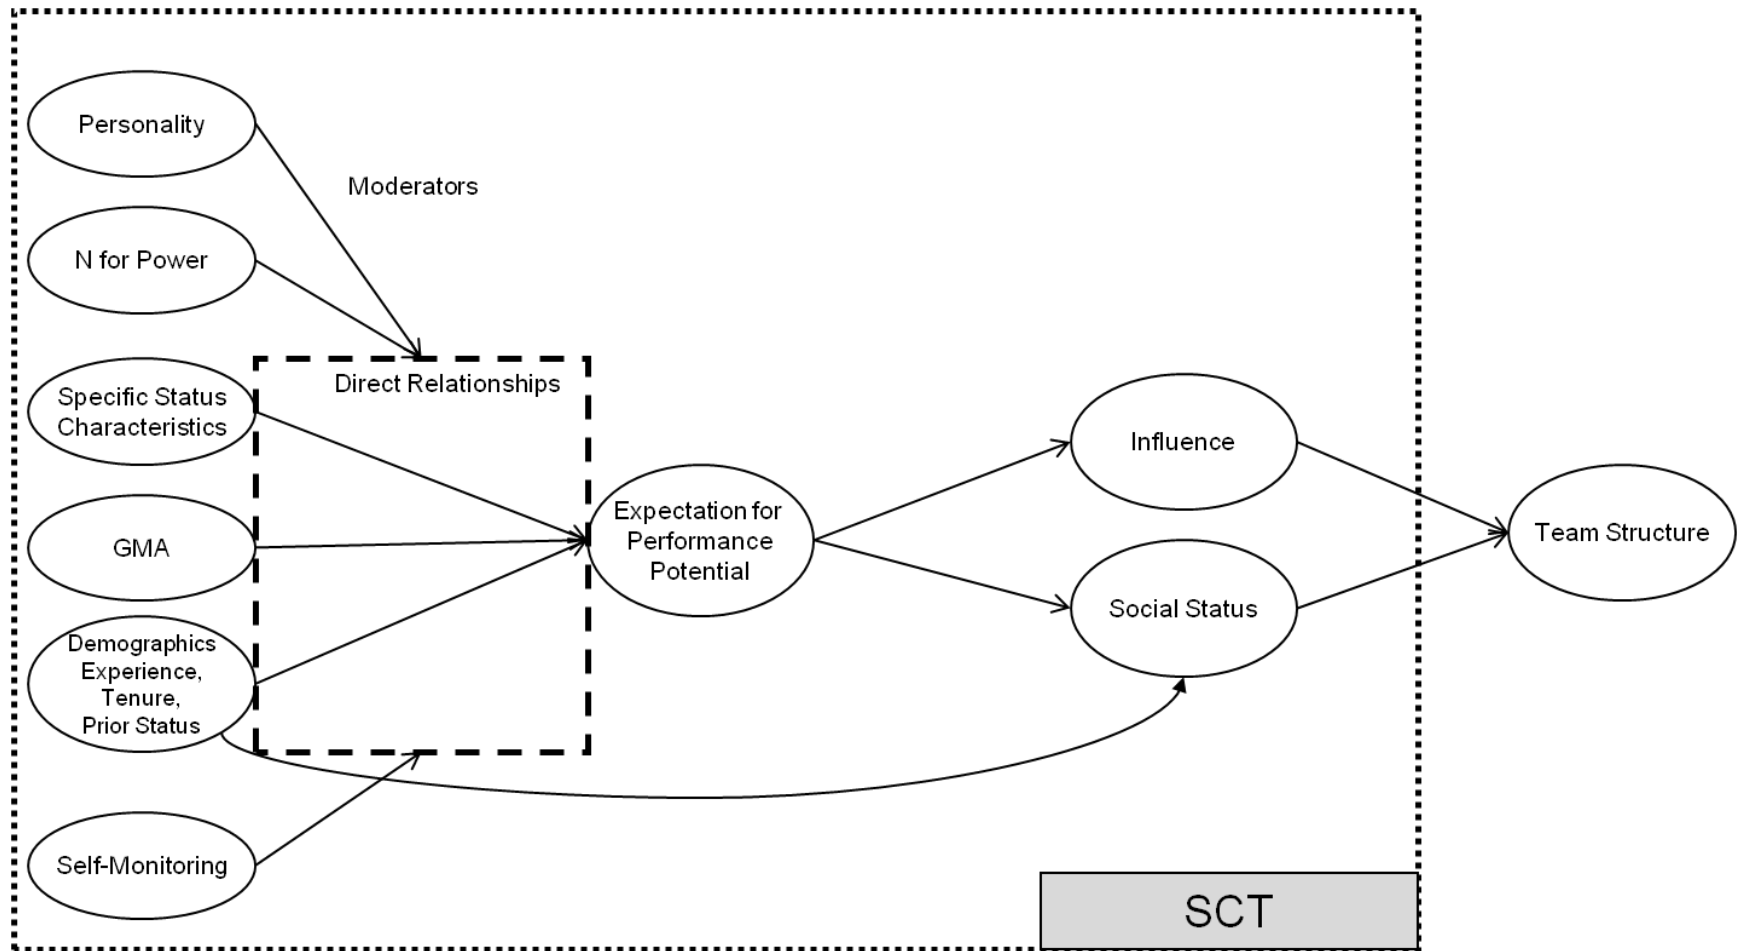 Personality
Moderators
N for Power
Direct Relationships
Specific Status
Characteristics
GMA
Demographics
Experience,
Tenure,
Prior Status
Self-Monitoring
Expectation for
Performance
Potential
Influence
Social Status
Team Structure
SCT